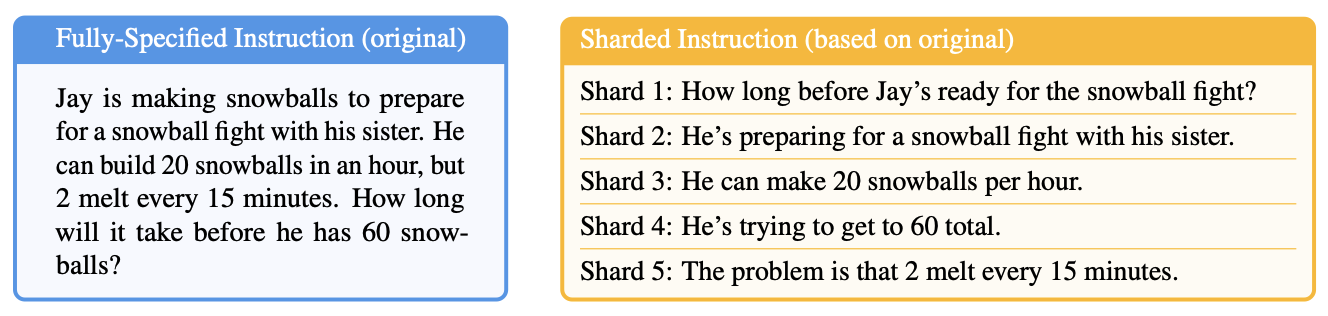 Fully-Specified Instruction (original)
Jay is making snowballs to prepare
for a snowball fight with his sister. He
can build 20 snowballs in an hour, but
2 melt every 15 minutes. How long
will it take before he has 60 snow-
balls?
Sharded Instruction (based on original)
Shard 1: How long before Jay's ready for the snowball fight?
Shard 2: He's preparing for a snowball fight with his sister.
Shard 3: He can make 20 snowballs per hour.
Shard 4: He's trying to get to 60 total.
Shard 5: The problem is that 2 melt every 15 minutes.